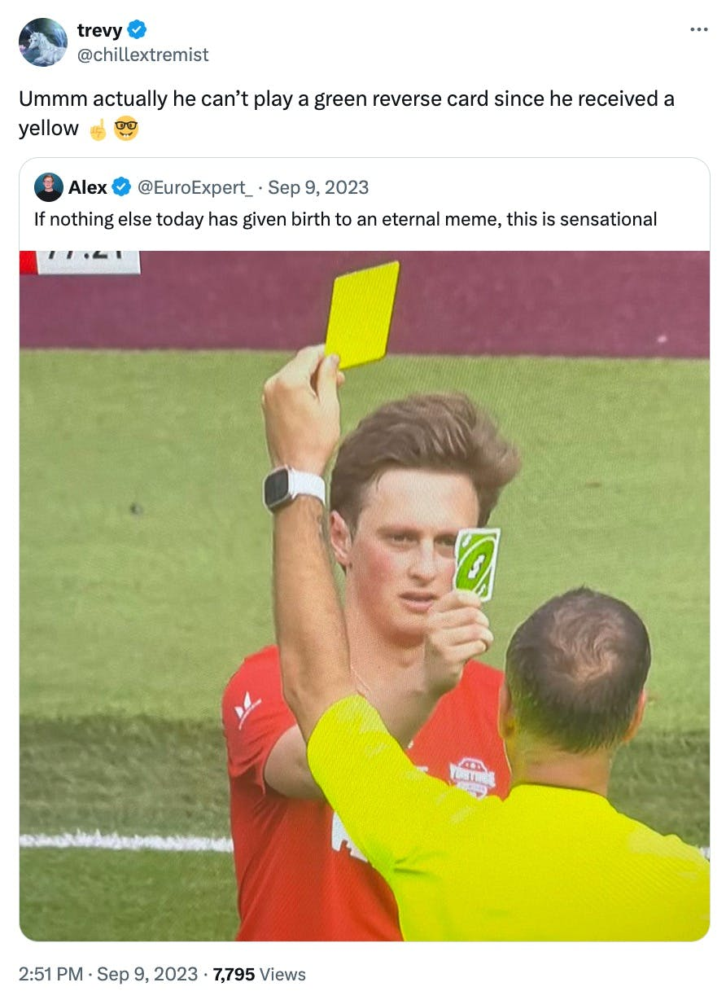 trevy
@chillextremist
Ummm actually he can’t play a green reverse card since he received a
yellow ☝️🤓
Alex @EuroExpert_ · Sep 9, 2023
If nothing else today has given birth to an eternal meme, this is sensational
2:51 PM · Sep 9, 2023 · 7,795 Views